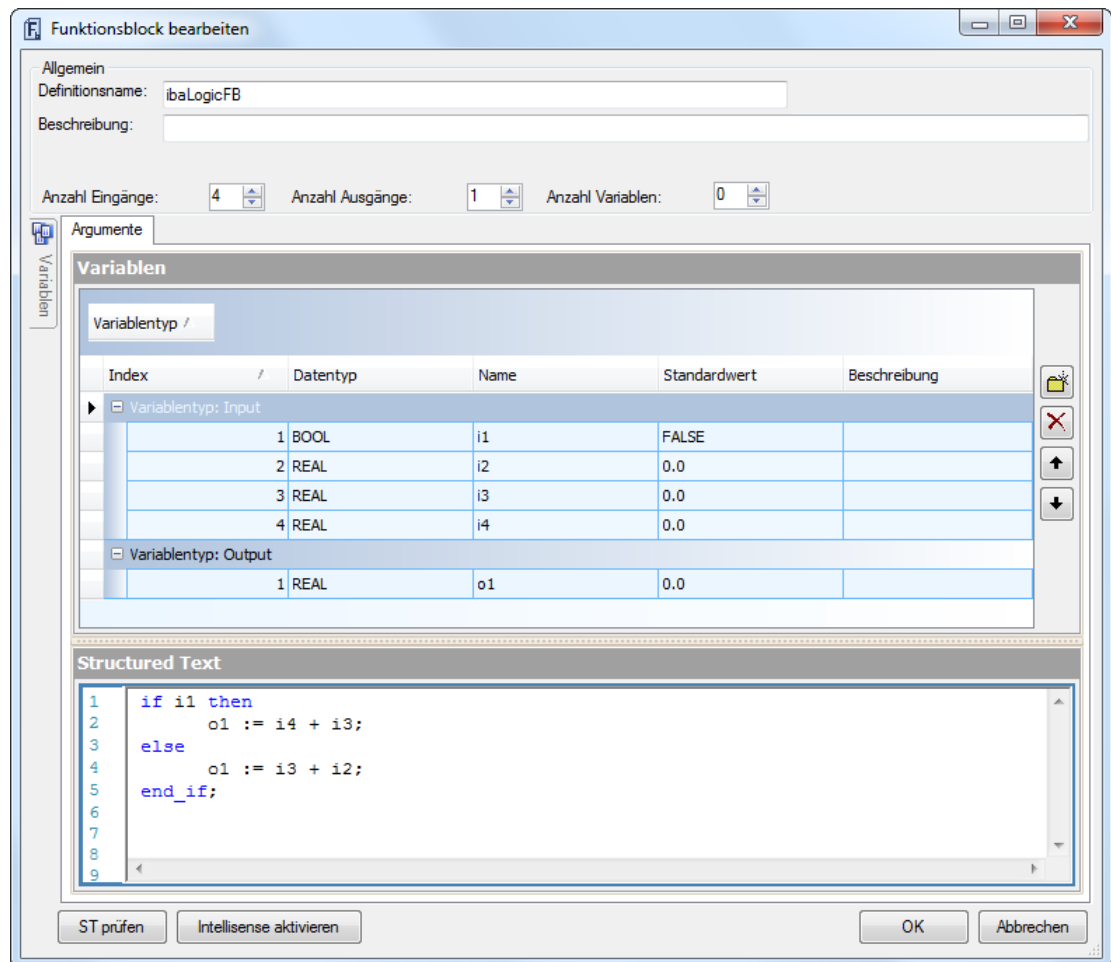 Funktionsblock bearbeiten
Allgemein
Definitionsname: ibaLogicFB
Beschreibung:
Anzahl Eingänge: 4 Anzahl Ausgänge: 1 Anzahl Variablen: 0
Argumente
Variablen
Variablen
Variablentyp
Index Datentyp Name Standardwert Beschreibung
Variablentyp: Input
1 BOOL i1 FALSE
2 REAL i2 0.0
3 REAL i3 0.0
4 REAL i4 0.0
Variablentyp: Output
1 REAL o1 0.0
Structured Text
1 if i1 then
2 o1 := i4 + i3;
3 else
4 o1 := i3 + i2;
5 end_if;
6
7
8
9
ST prüfen Intellisense aktivieren OK Abbrechen